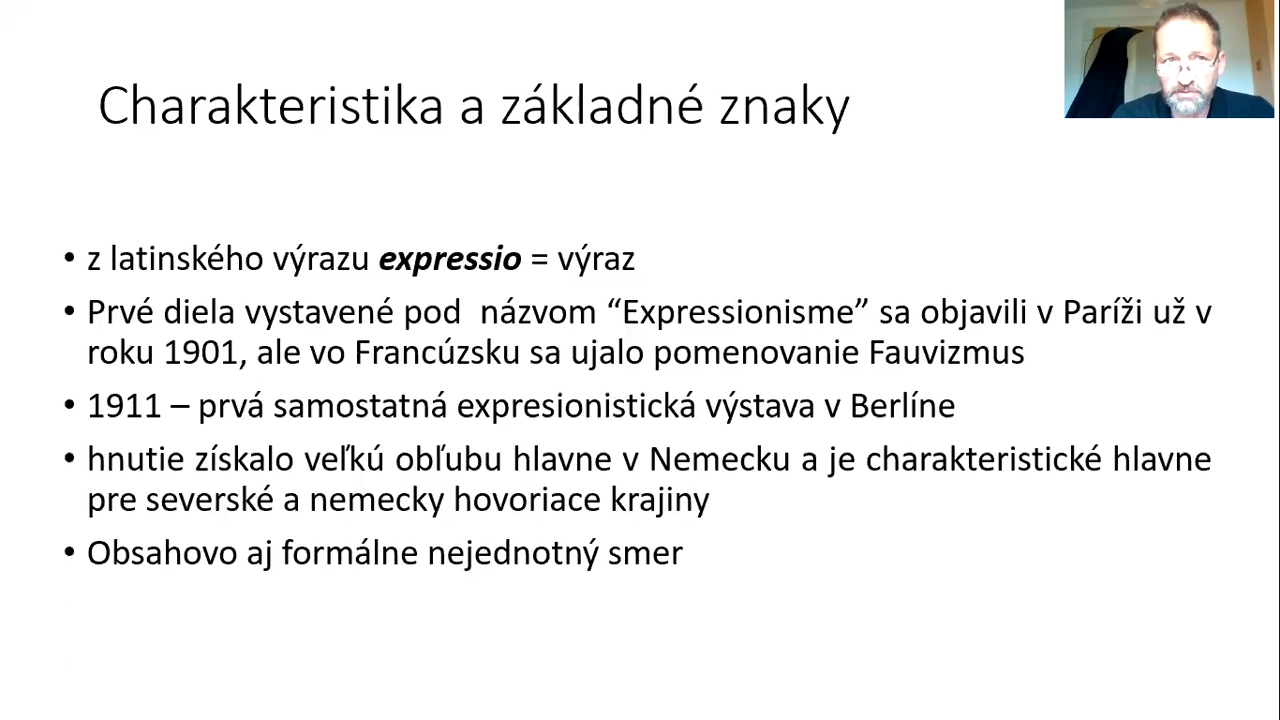 Charakteristika a základné znaky
• z latinského výrazu expressio = výraz
• Prvé diela vystavené pod názvom “Expressionisme” sa objavili v Paríži už v
roku 1901, ale vo Francúzsku sa ujalo pomenovanie Fauvizmus
• 1911 – prvá samostatná expresionistická výstava v Berlíne
• hnutie získalo veľkú obľubu hlavne v Nemecku a je charakteristické hlavne
pre severské a nemecky hovoriace krajiny
• Obsahovo aj formálne nejednotný smer